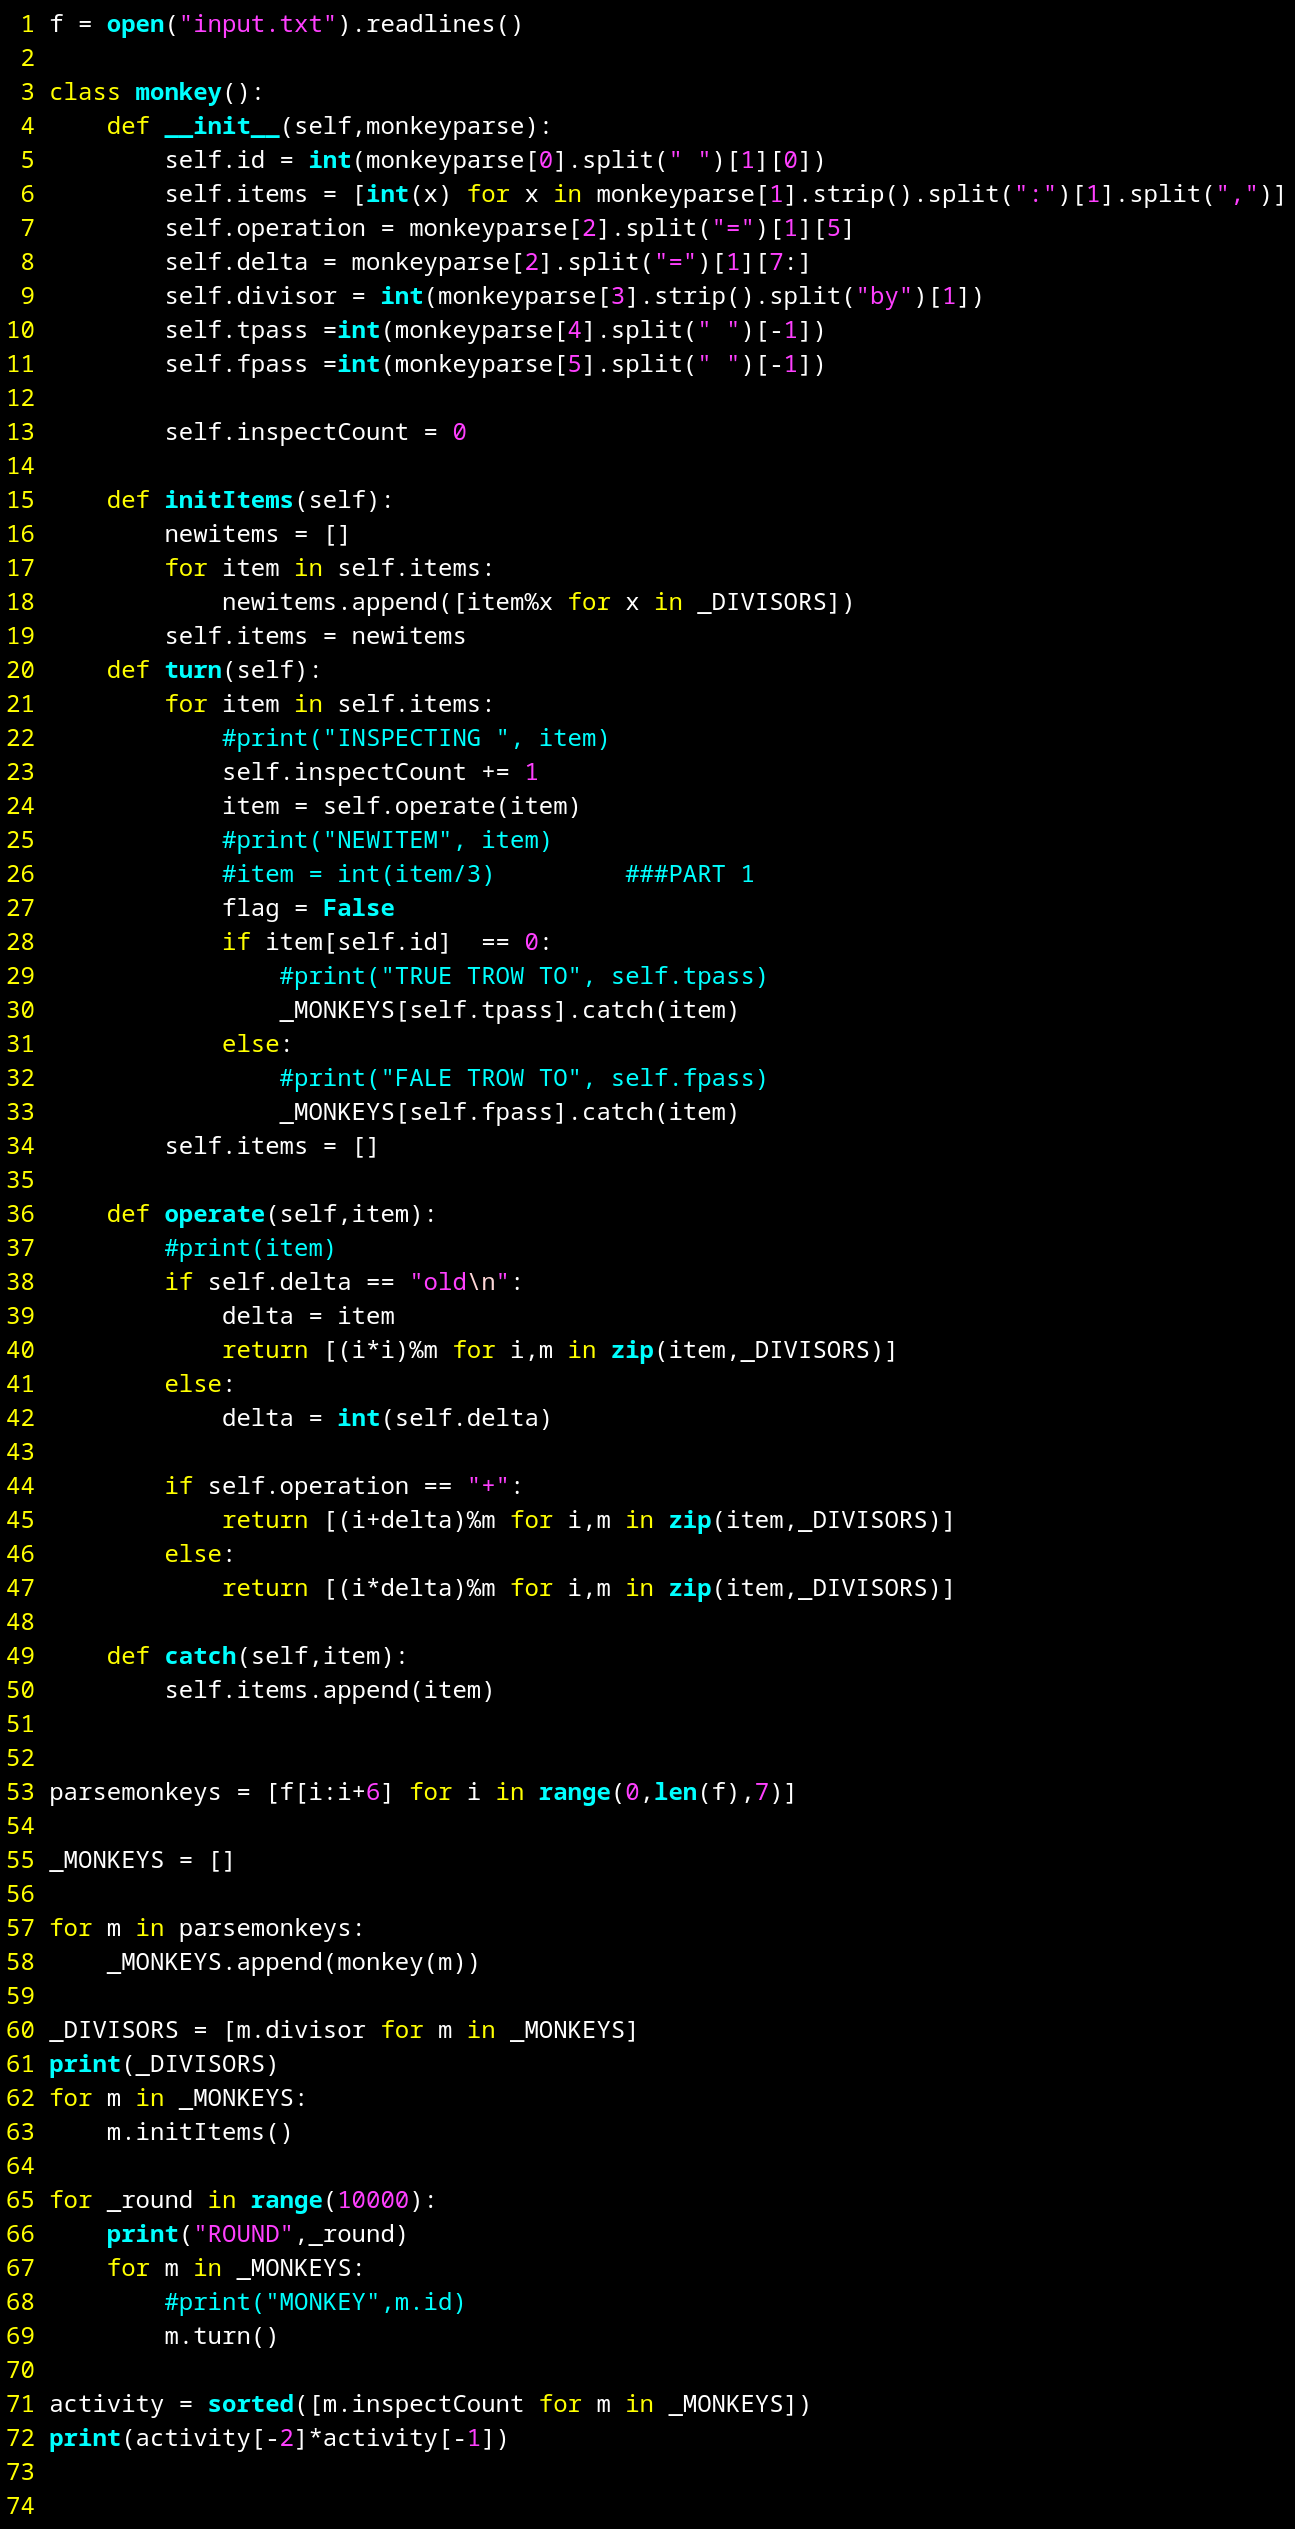 1 f = open("input.txt").readlines()
2
3 class monkey():
4     def __init__(self,monkeyparse):
5         self.id = int(monkeyparse[0].split(" ")[1][0])
6         self.items = [int(x) for x in monkeyparse[1].strip().split(":")[1].split(",")]
7         self.operation = monkeyparse[2].split("=")[1][5]
8         self.delta = monkeyparse[2].split("=")[1][7:]
9         self.divisor = int(monkeyparse[3].strip().split("by")[1])
10         self.tpass =int(monkeyparse[4].split(" ")[-1])
11         self.fpass =int(monkeyparse[5].split(" ")[-1])
12
13         self.inspectCount = 0
14
15     def initItems(self):
16         newitems = []
17         for item in self.items:
18             newitems.append([item%x for x in _DIVISORS])
19         self.items = newitems
20     def turn(self):
21         for item in self.items:
22             #print("INSPECTING ", item)
23             self.inspectCount += 1
24             item = self.operate(item)
25             #print("NEWITEM", item)
26             #item = int(item/3)         ###PART 1
27             flag = False
28             if item[self.id]  == 0:
29                 #print("TRUE TROW TO", self.tpass)
30                 _MONKEYS[self.tpass].catch(item)
31             else:
32                 #print("FALE TROW TO", self.fpass)
33                 _MONKEYS[self.fpass].catch(item)
34         self.items = []
35
36     def operate(self,item):
37         #print(item)
38         if self.delta == "old\n":
39             delta = item
40             return [(i*i)%m for i,m in zip(item,_DIVISORS)]
41         else:
42             delta = int(self.delta)
43
44         if self.operation == "+":
45             return [(i+delta)%m for i,m in zip(item,_DIVISORS)]
46         else:
47             return [(i*delta)%m for i,m in zip(item,_DIVISORS)]
48
49     def catch(self,item):
50         self.items.append(item)
51
52
53 parsemonkeys = [f[i:i+6] for i in range(0,len(f),7)]
54
55 _MONKEYS = []
56
57 for m in parsemonkeys:
58     _MONKEYS.append(monkey(m))
59
60 _DIVISORS = [m.divisor for m in _MONKEYS]
61 print(_DIVISORS)
62 for m in _MONKEYS:
63     m.initItems()
64
65 for _round in range(10000):
66     print("ROUND",_round)
67     for m in _MONKEYS:
68         #print("MONKEY",m.id)
69         m.turn()
70
71 activity = sorted([m.inspectCount for m in _MONKEYS])
72 print(activity[-2]*activity[-1])
73
74